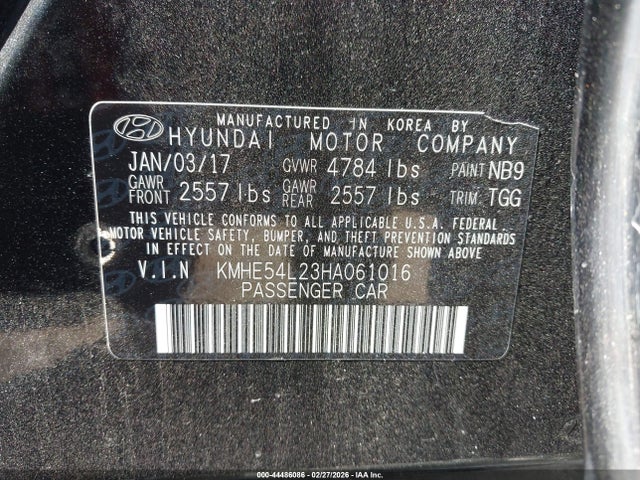 MANUFACTURED IN KOREA BY
HYUNDAI MOTOR COMPANY
JAN/03/17 GVWR 4784 lbs PAINT NB9
GAWR FRONT 2557 lbs GAWR REAR 2557 lbs TRIM: TGG
THIS VEHICLE CONFORMS TO ALL APPLICABLE U.S.A. FEDERAL
MOTOR VEHICLE SAFETY, BUMPER, AND THEFT PREVENTION STANDARDS
IN EFFECT ON THE DATE OF MANUFACTURE SHOWN ABOVE.
V.I.N KMHE54L23HA061016
PASSENGER CAR
000-44486086 - 02/27/2026 - COPYRIGHT IAA, LLC.